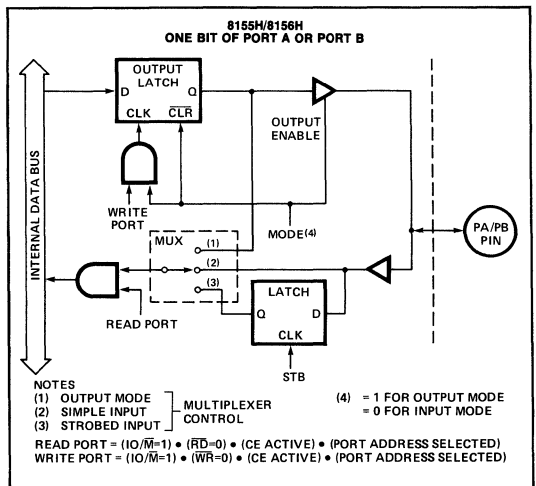 8155H/8156H
ONE BIT OF PORT A OR PORT B
OUTPUT
LATCH
D
Q
CLK
CLR̅
OUTPUT
ENABLE
WRITE
PORT
MODE(4)
INTERNAL DATA BUS
PA/PB
PIN
MUX
(1)
(2)
(3)
LATCH
Q
D
CLK
READ PORT
STB
NOTES
(1) OUTPUT MODE
(2) SIMPLE INPUT
(3) STROBED INPUT
MULTIPLEXER
CONTROL
(4) = 1 FOR OUTPUT MODE
= 0 FOR INPUT MODE
READ PORT = (IO/M̅=1) • (R̅D̅=0) • (CE ACTIVE) • (PORT ADDRESS SELECTED)
WRITE PORT = (IO/M̅=1) • (W̅R̅=0) • (CE ACTIVE) • (PORT ADDRESS SELECTED)